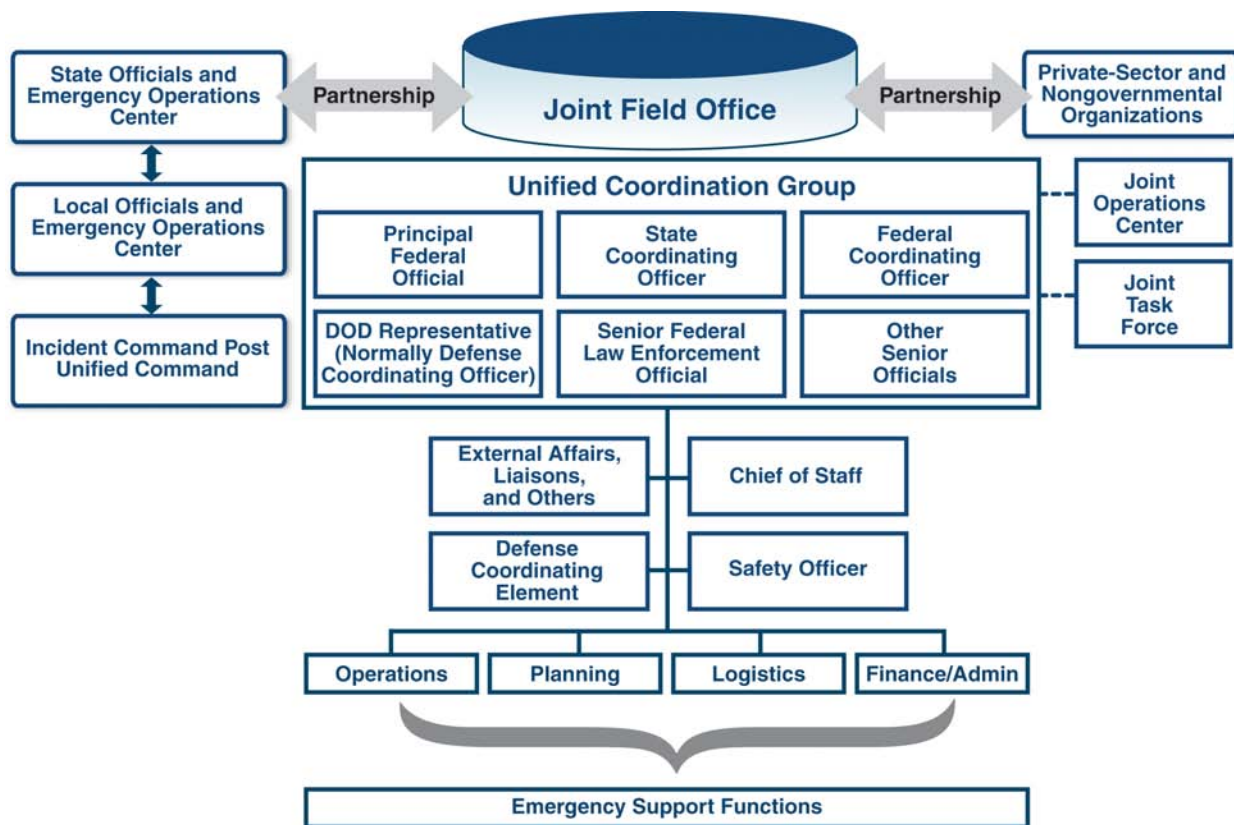 State Officials and
Emergency Operations
Center
Partnership
Joint Field Office
Partnership
Private-Sector and
Nongovernmental
Organizations
Local Officials and
Emergency Operations
Center
Incident Command Post
Unified Command
Unified Coordination Group
Principal
Federal
Official
State
Coordinating
Officer
Federal
Coordinating
Officer
DOD Representative
(Normally Defense
Coordinating Officer)
Senior Federal
Law Enforcement
Official
Other
Senior
Officials
Joint
Operations
Center
Joint
Task
Force
External Affairs,
Liaisons,
and Others
Chief of Staff
Defense
Coordinating
Element
Safety Officer
Operations
Planning
Logistics
Finance/Admin
Emergency Support Functions